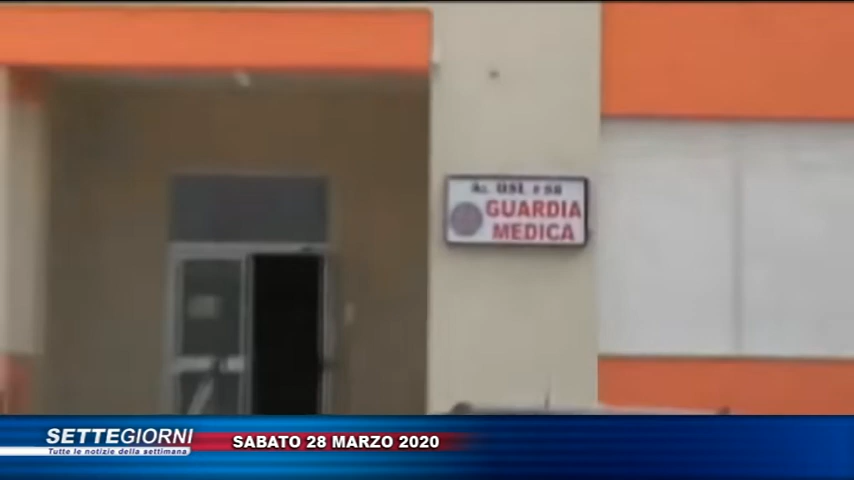 GUARDIA
MEDICA
SETTEGIORNI
Tutte le notizie della settimana
SABATO 28 MARZO 2020